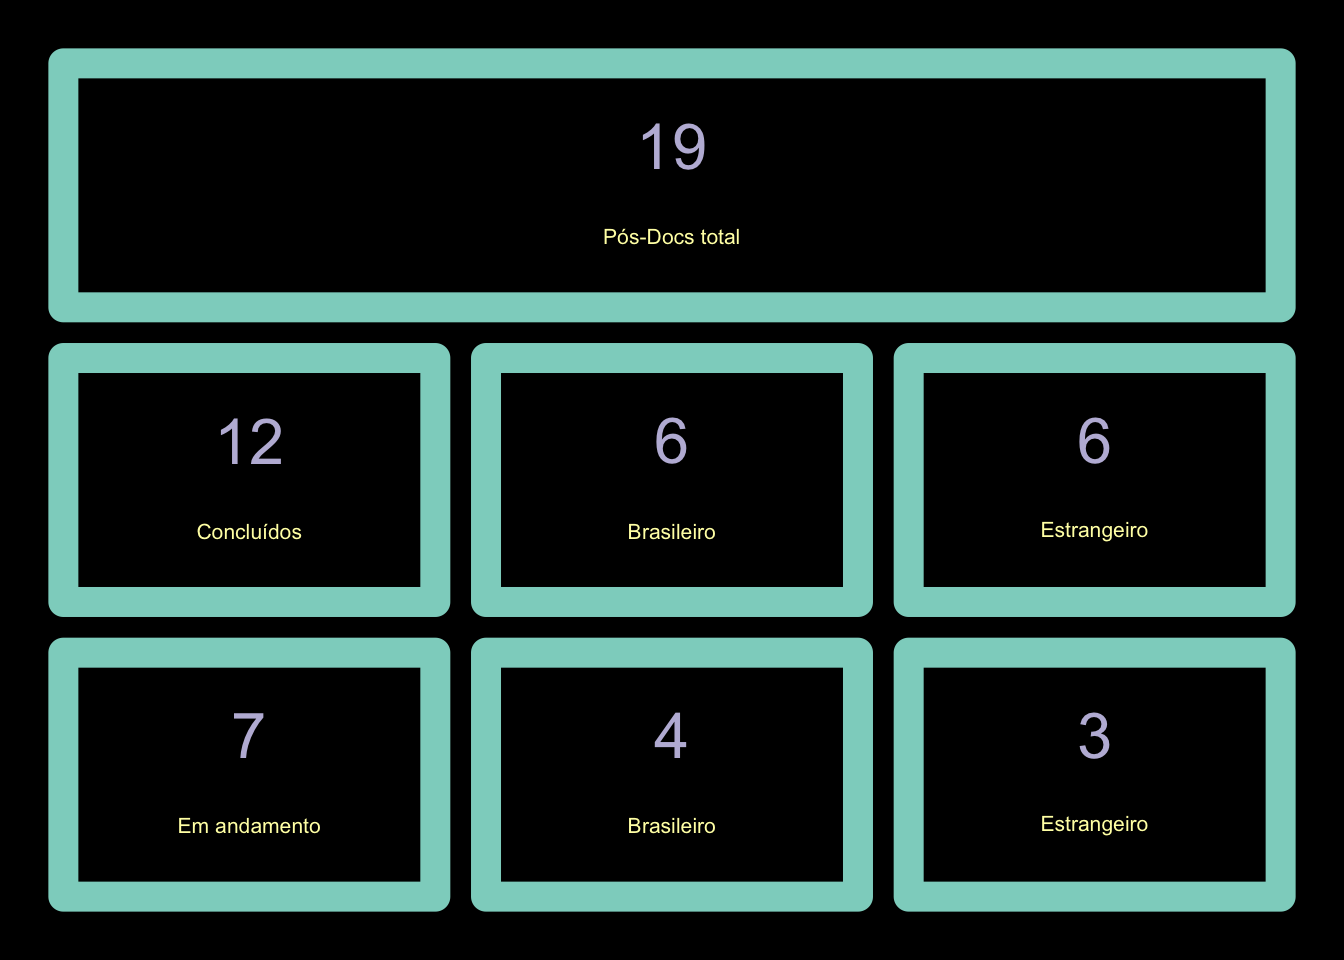 19
Pós-Docs total
12
Concluídos
6
Brasileiro
6
Estrangeiro
7
Em andamento
4
Brasileiro
3
Estrangeiro